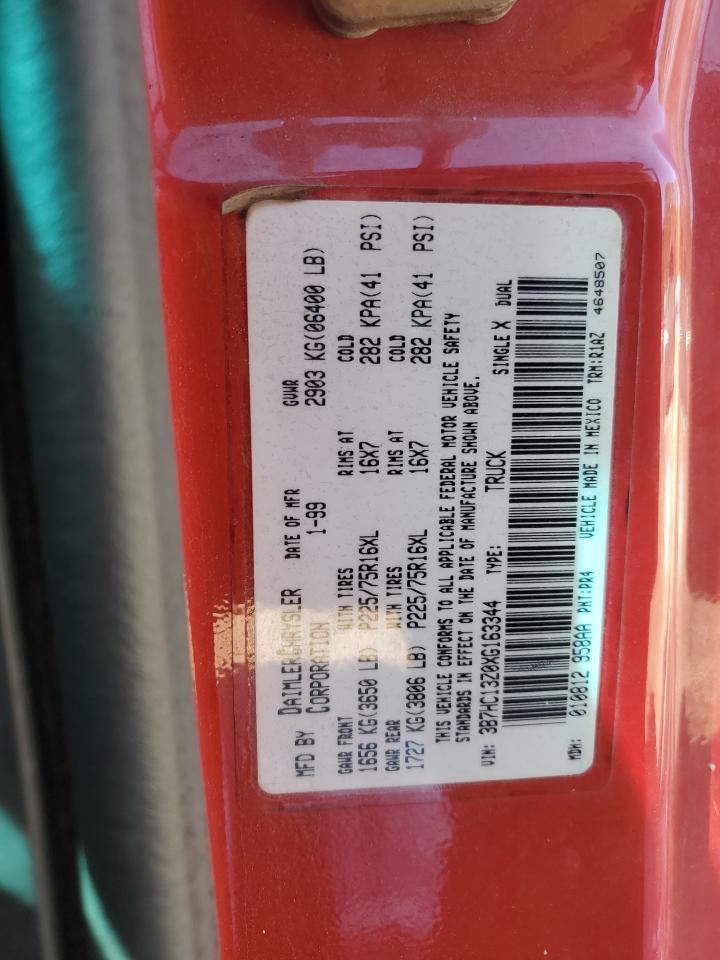 MFD BY DAIMLERCHRYSLER DATE OF MFR GVWR
CORPORATION 1-99 2903 KG(06400 LB)
GAWR FRONT WITH TIRES RIMS AT COLD
1656 KG(3650 LB) P225/75R16XL 16X7 282 KPA(41 PSI)
GAWR REAR WITH TIRES RIMS AT COLD
1727 KG(3806 LB) P225/75R16XL 16X7 282 KPA(41 PSI)
THIS VEHICLE CONFORMS TO ALL APPLICABLE FEDERAL MOTOR VEHICLE SAFETY
STANDARDS IN EFFECT ON THE DATE OF MANUFACTURE SHOWN ABOVE.
VIN: 3B7HC13Z0XG163344 TYPE: TRUCK SINGLE X DUAL
MDH: 010812 958AA PNT:PR4 VEHICLE MADE IN MEXICO TRM:R1AZ 4648507